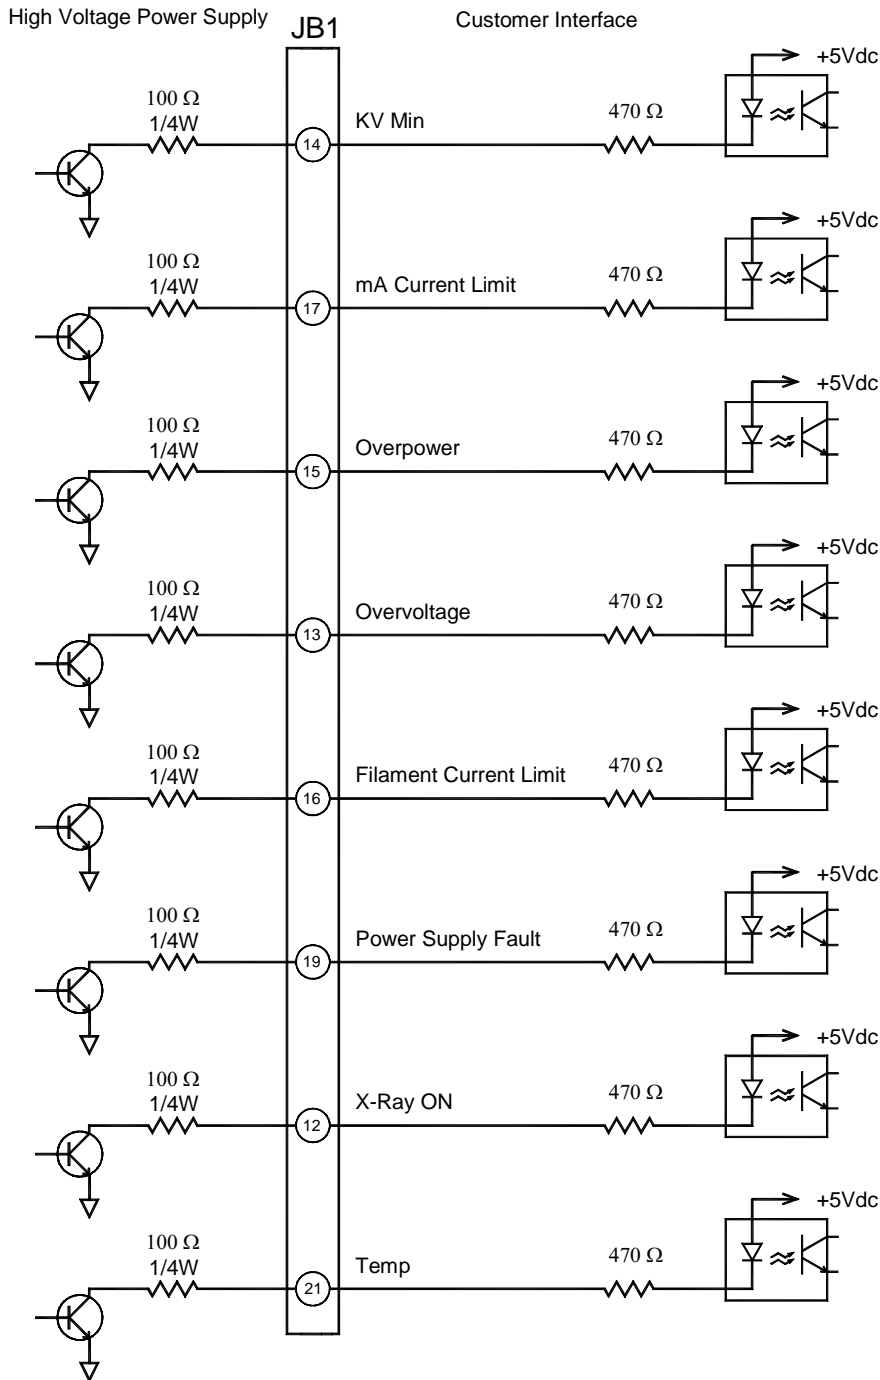 High Voltage Power Supply
JB1
Customer Interface
+5Vdc
100 Ω
1/4W
14
KV Min
470 Ω
+5Vdc
100 Ω
1/4W
17
mA Current Limit
470 Ω
+5Vdc
100 Ω
1/4W
15
Overpower
470 Ω
+5Vdc
100 Ω
1/4W
13
Overvoltage
470 Ω
+5Vdc
100 Ω
1/4W
16
Filament Current Limit
470 Ω
+5Vdc
100 Ω
1/4W
19
Power Supply Fault
470 Ω
+5Vdc
100 Ω
1/4W
12
X-Ray ON
470 Ω
+5Vdc
100 Ω
1/4W
21
Temp
470 Ω